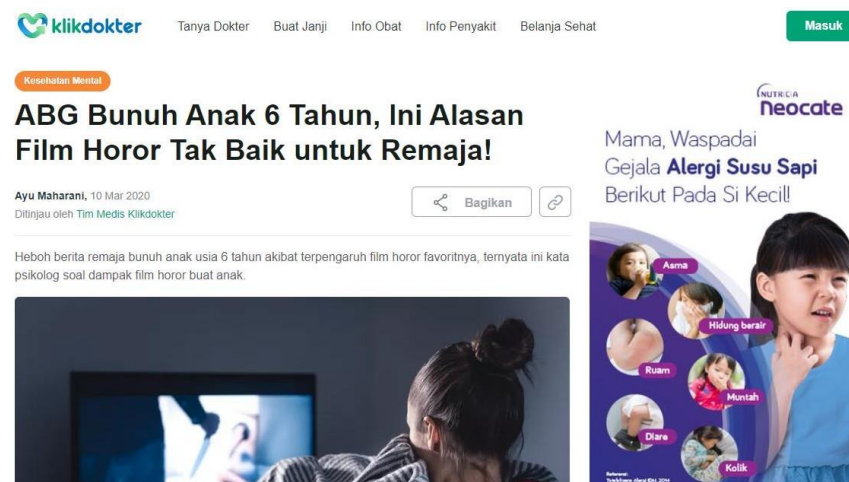 klikdokter
Tanya Dokter
Buat Janji
Info Obat
Info Penyakit
Belanja Sehat
Masuk
Kesehatan Mental
ABG Bunuh Anak 6 Tahun, Ini Alasan
Film Horor Tak Baik untuk Remaja!
Ayu Maharani, 10 Mar 2020
Ditinjau oleh Tim Medis Klikdokter
Bagikan
Heboh berita remaja bunuh anak usia 6 tahun akibat terpengaruh film horor favoritnya, ternyata ini kata
psikolog soal dampak film horor buat anak.
NUTRICIA
Neocate
Mama, Waspadai
Gejala Alergi Susu Sapi
Berikut Pada Si Kecil!
Asma
Hidung berair
Ruam
Muntah
Diare
Kolik